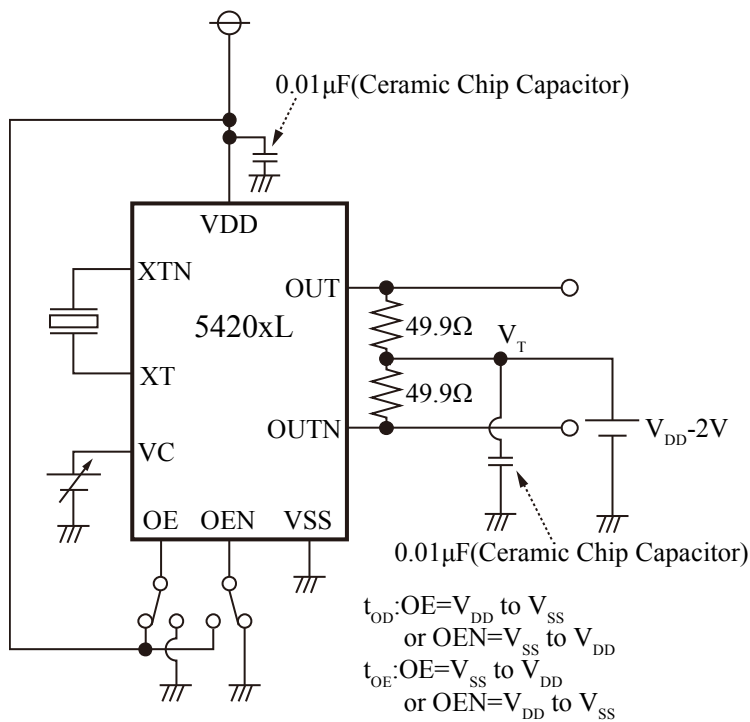 0.01μF(Ceramic Chip Capacitor)
VDD
XTN
OUT
49.9Ω
5420xL
V_T
XT
49.9Ω
OUTN
V_DD-2V
VC
OE OEN VSS
0.01μF(Ceramic Chip Capacitor)
t_OD:OE=V_DD to V_SS
or OEN=V_SS to V_DD
t_OE:OE=V_SS to V_DD
or OEN=V_DD to V_SS